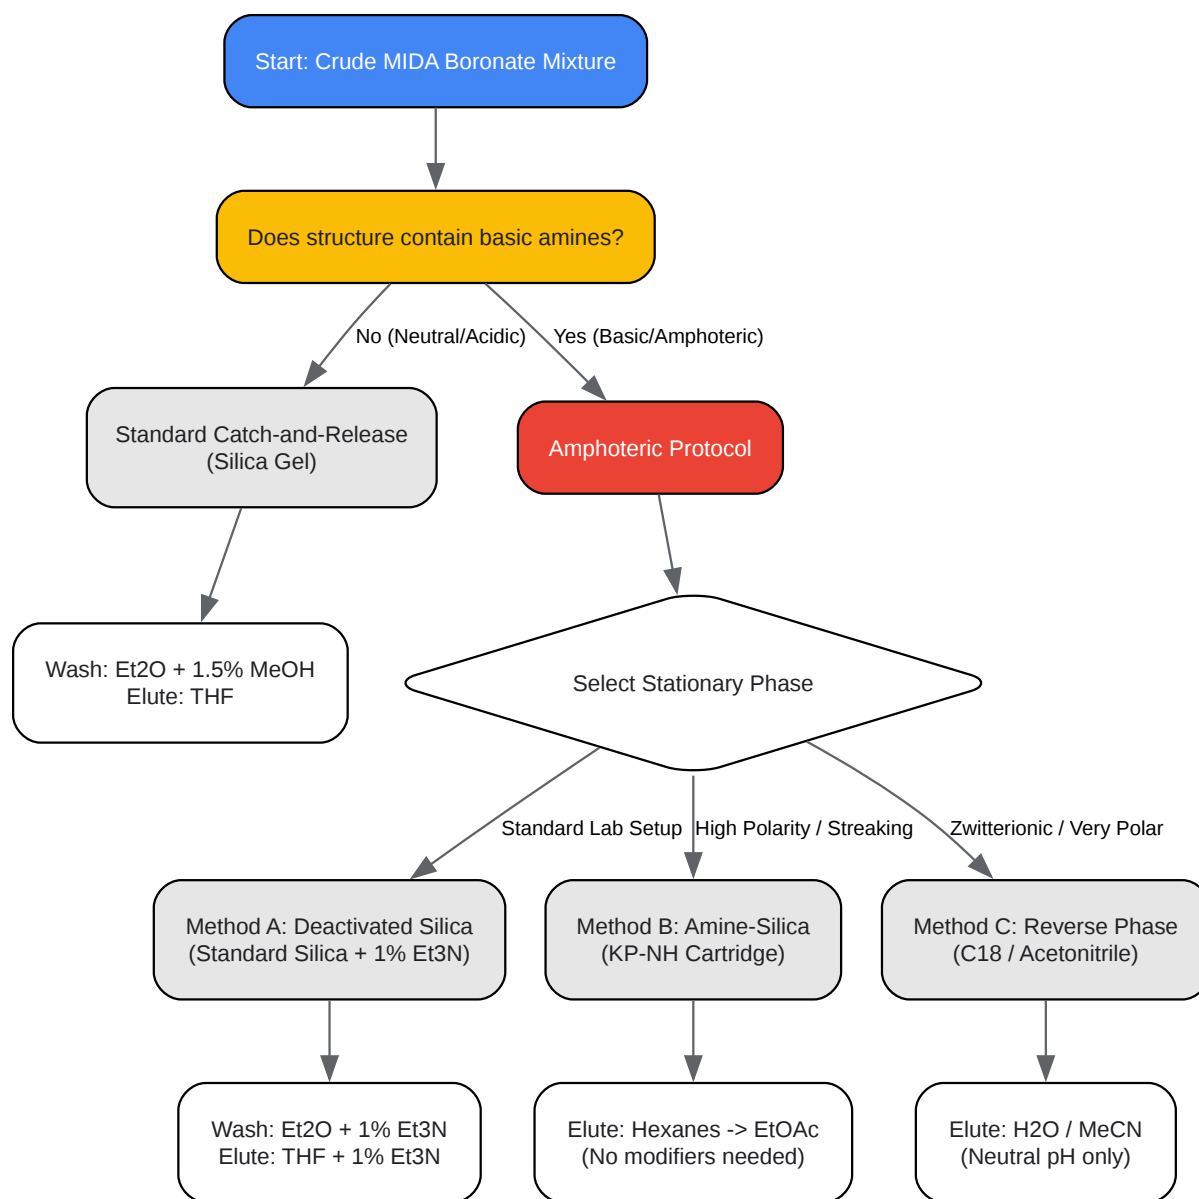 Start: Crude MIDA Boronate Mixture
Does structure contain basic amines?
No (Neutral/Acidic)
Yes (Basic/Amphoteric)
Standard Catch-and-Release
(Silica Gel)
Amphoteric Protocol
Wash: Et2O + 1.5% MeOH
Elute: THF
Select Stationary Phase
Standard Lab Setup
High Polarity / Streaking
Zwitterionic / Very Polar
Method A: Deactivated Silica
(Standard Silica + 1% Et3N)
Method B: Amine-Silica
(KP-NH Cartridge)
Method C: Reverse Phase
(C18 / Acetonitrile)
Wash: Et2O + 1% Et3N
Elute: THF + 1% Et3N
Elute: Hexanes -> EtOAc
(No modifiers needed)
Elute: H2O / MeCN
(Neutral pH only)